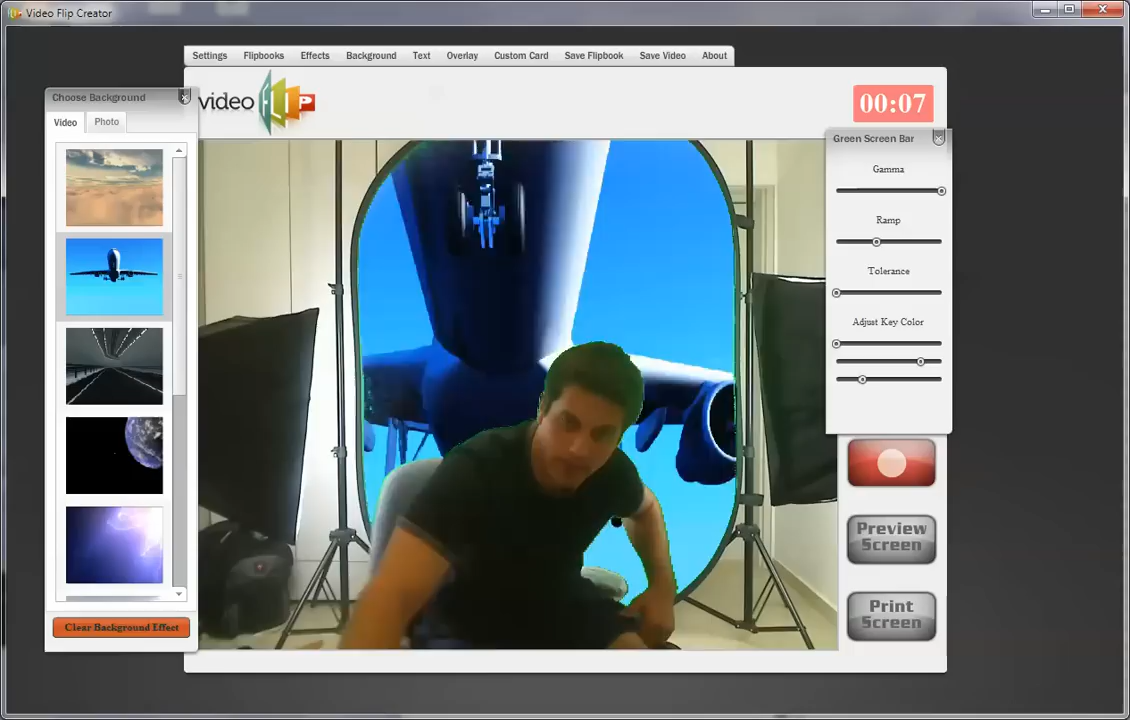 Video Flip Creator
Settings Flipbooks Effects Background Text Overlay Custom Card Save Flipbook Save Video About
Choose Background
video FLIP
00:07
Video Photo
Green Screen Bar
Gamma
Ramp
Tolerance
Adjust Key Color
Preview
Screen
Print
Screen
Clear Background Effect